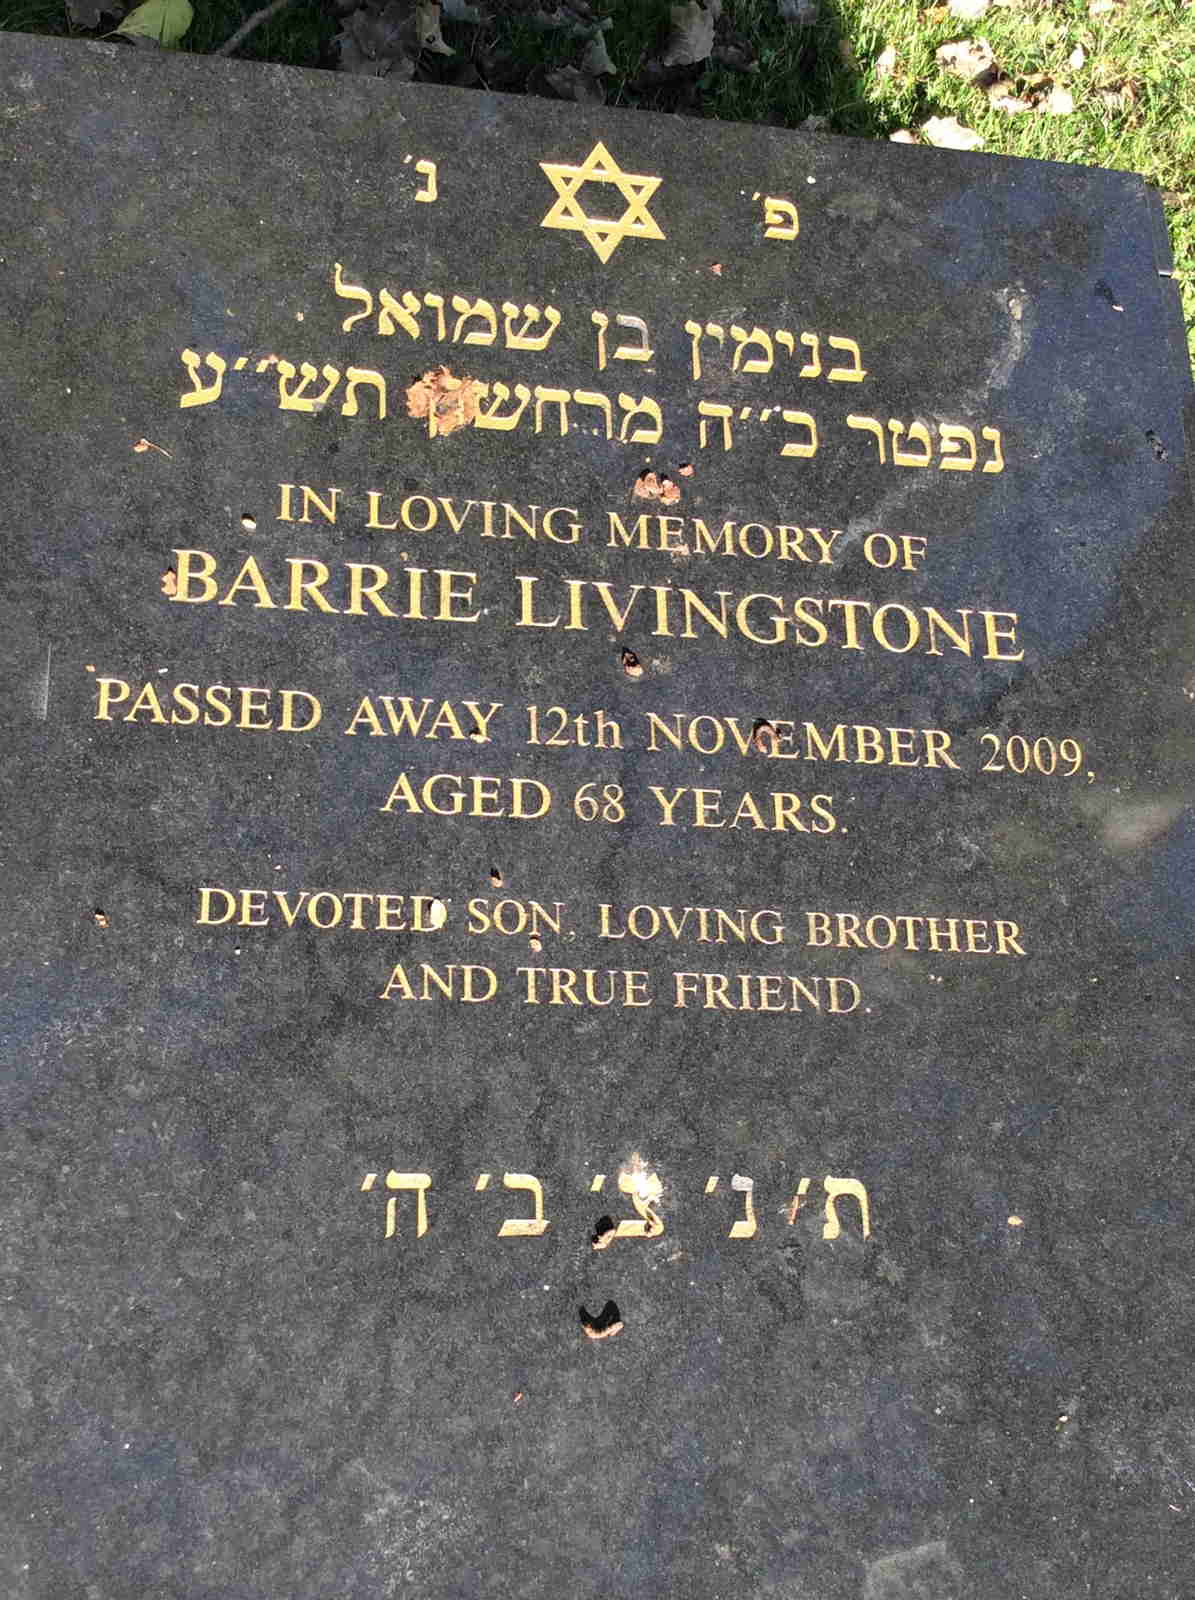 פ׳ נ׳
בנימין בן שמואל
נפטר כ׳׳ה מרחשון תש׳׳ע
IN LOVING MEMORY OF
BARRIE LIVINGSTONE
PASSED AWAY 12th NOVEMBER 2009,
AGED 68 YEARS.
DEVOTED SON, LOVING BROTHER
AND TRUE FRIEND.
ת׳ נ׳ צ׳ ב׳ ה׳